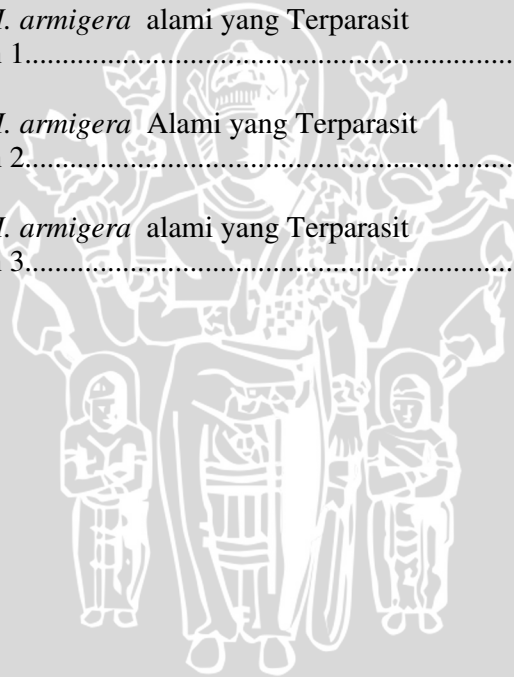 . armigera alami yang Terparasit
1..................................................................
. armigera Alami yang Terparasit
2..................................................................
. armigera alami yang Terparasit
3..................................................................